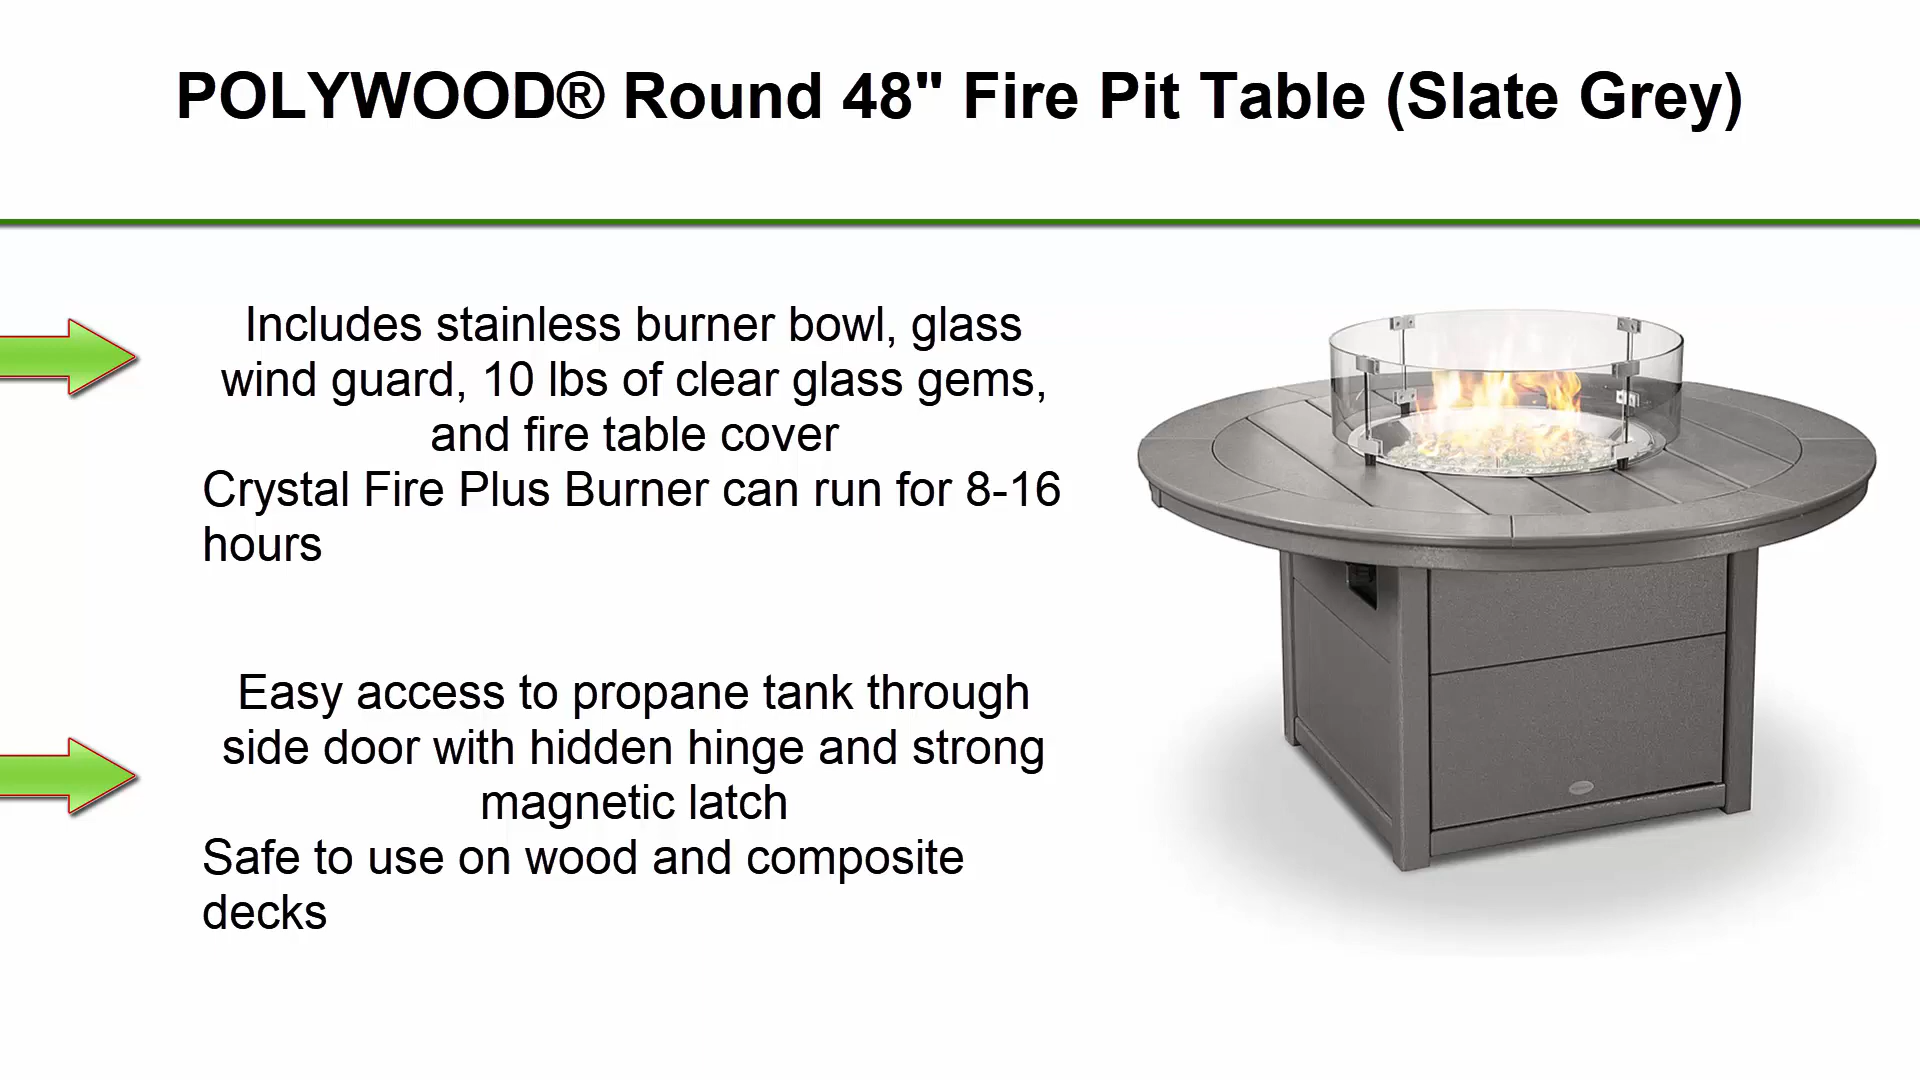 POLYWOOD® Round 48" Fire Pit Table (Slate Grey)
Includes stainless burner bowl, glass
wind guard, 10 lbs of clear glass gems,
and fire table cover
Crystal Fire Plus Burner can run for 8-16
hours
Easy access to propane tank through
side door with hidden hinge and strong
magnetic latch
Safe to use on wood and composite
decks